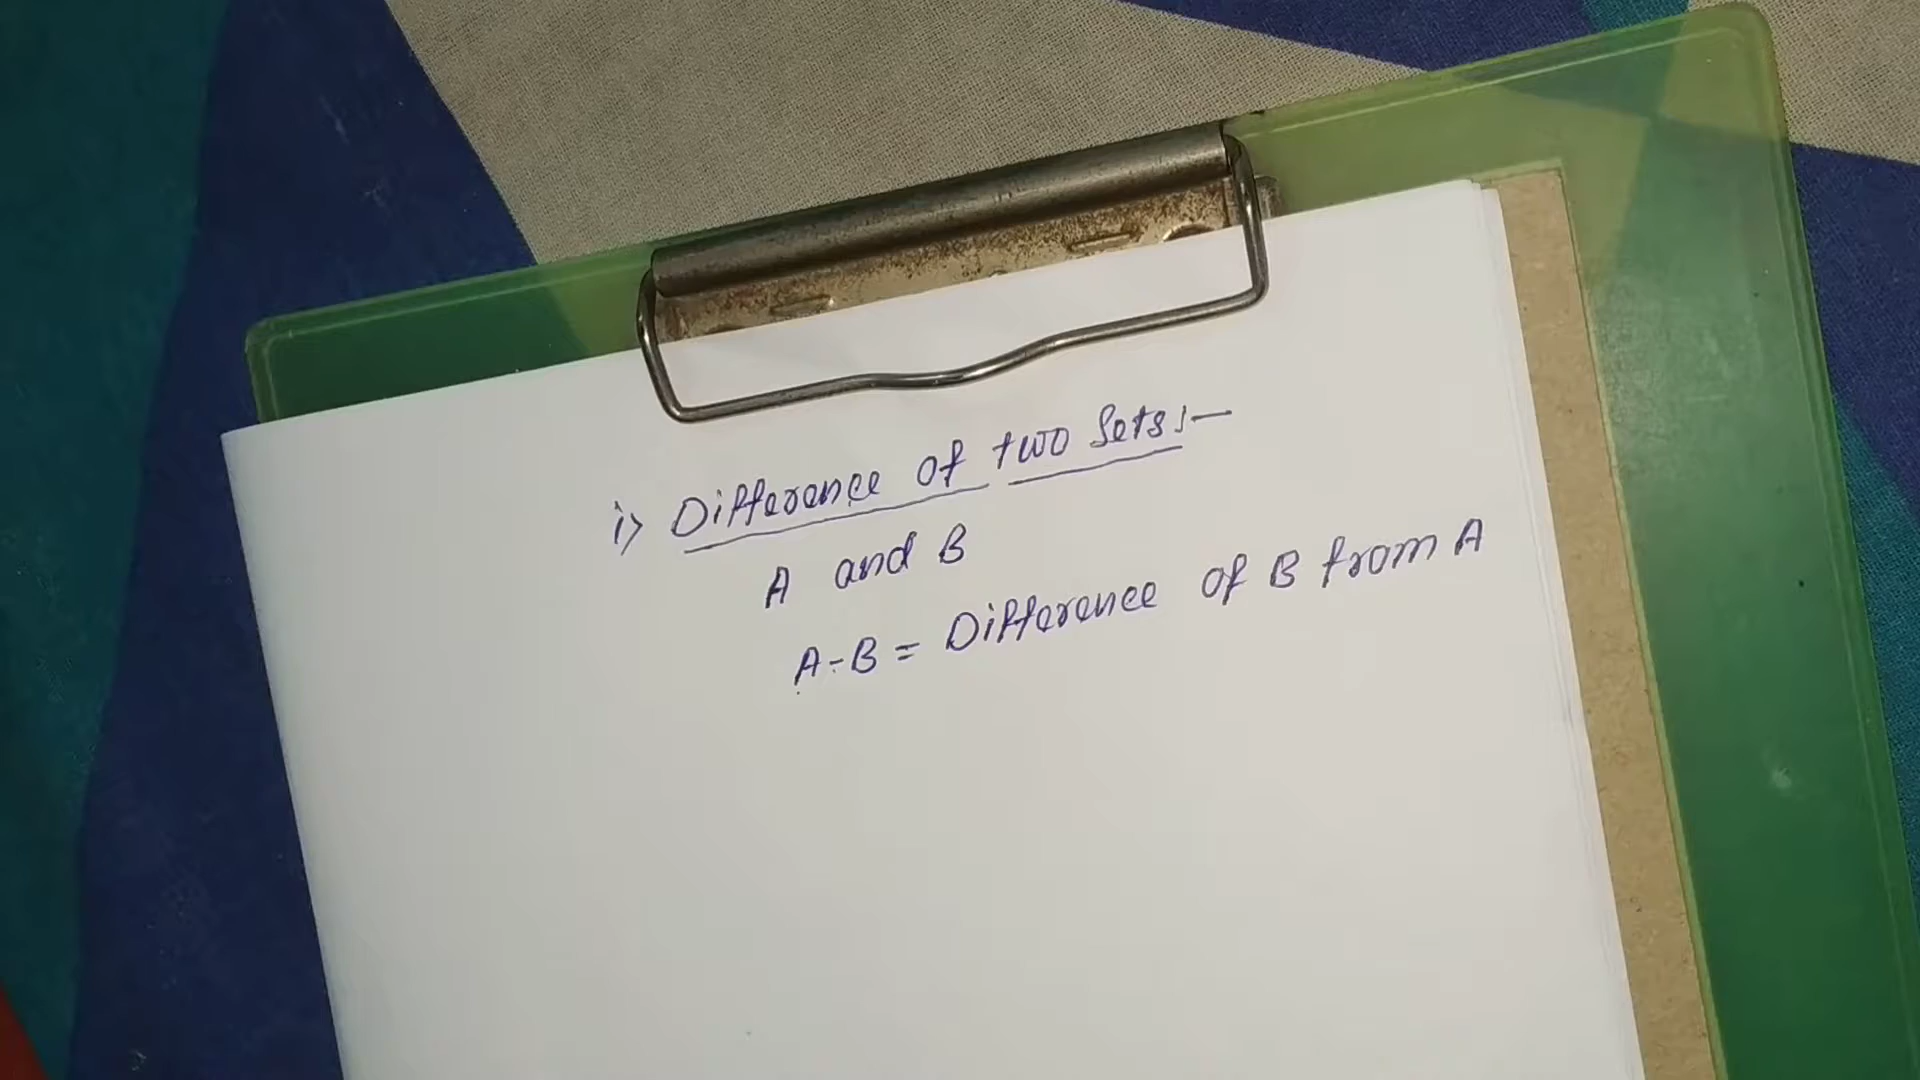 i> Difference of two Sets:-
A and B
A-B = Difference of B from A